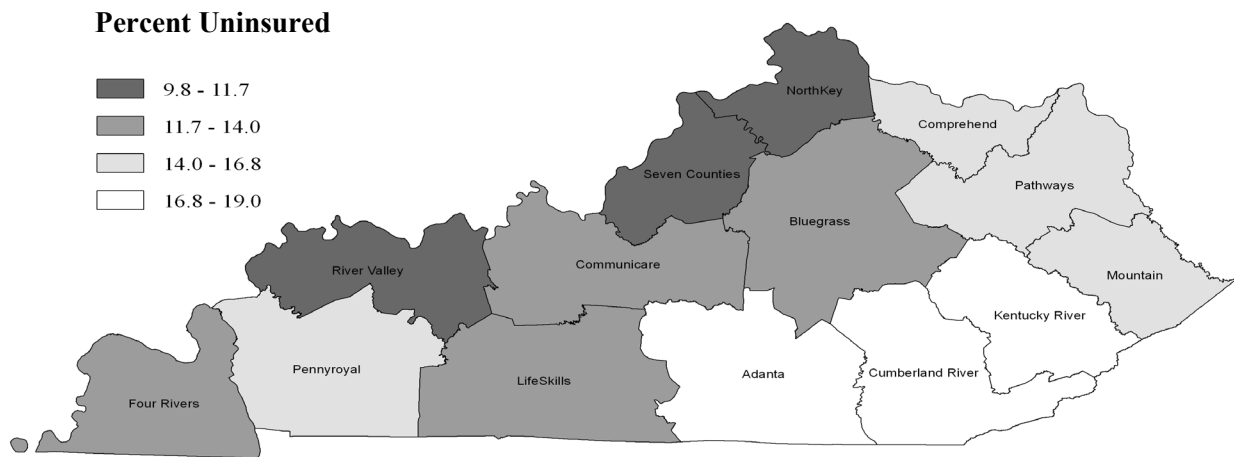 Percent Uninsured
9.8 - 11.7
11.7 - 14.0
14.0 - 16.8
16.8 - 19.0
NorthKey
Comprehend
Seven Counties
Pathways
Bluegrass
River Valley
Communicare
Mountain
Kentucky River
Pennyroyal
LifeSkills
Adanta
Cumberland River
Four Rivers